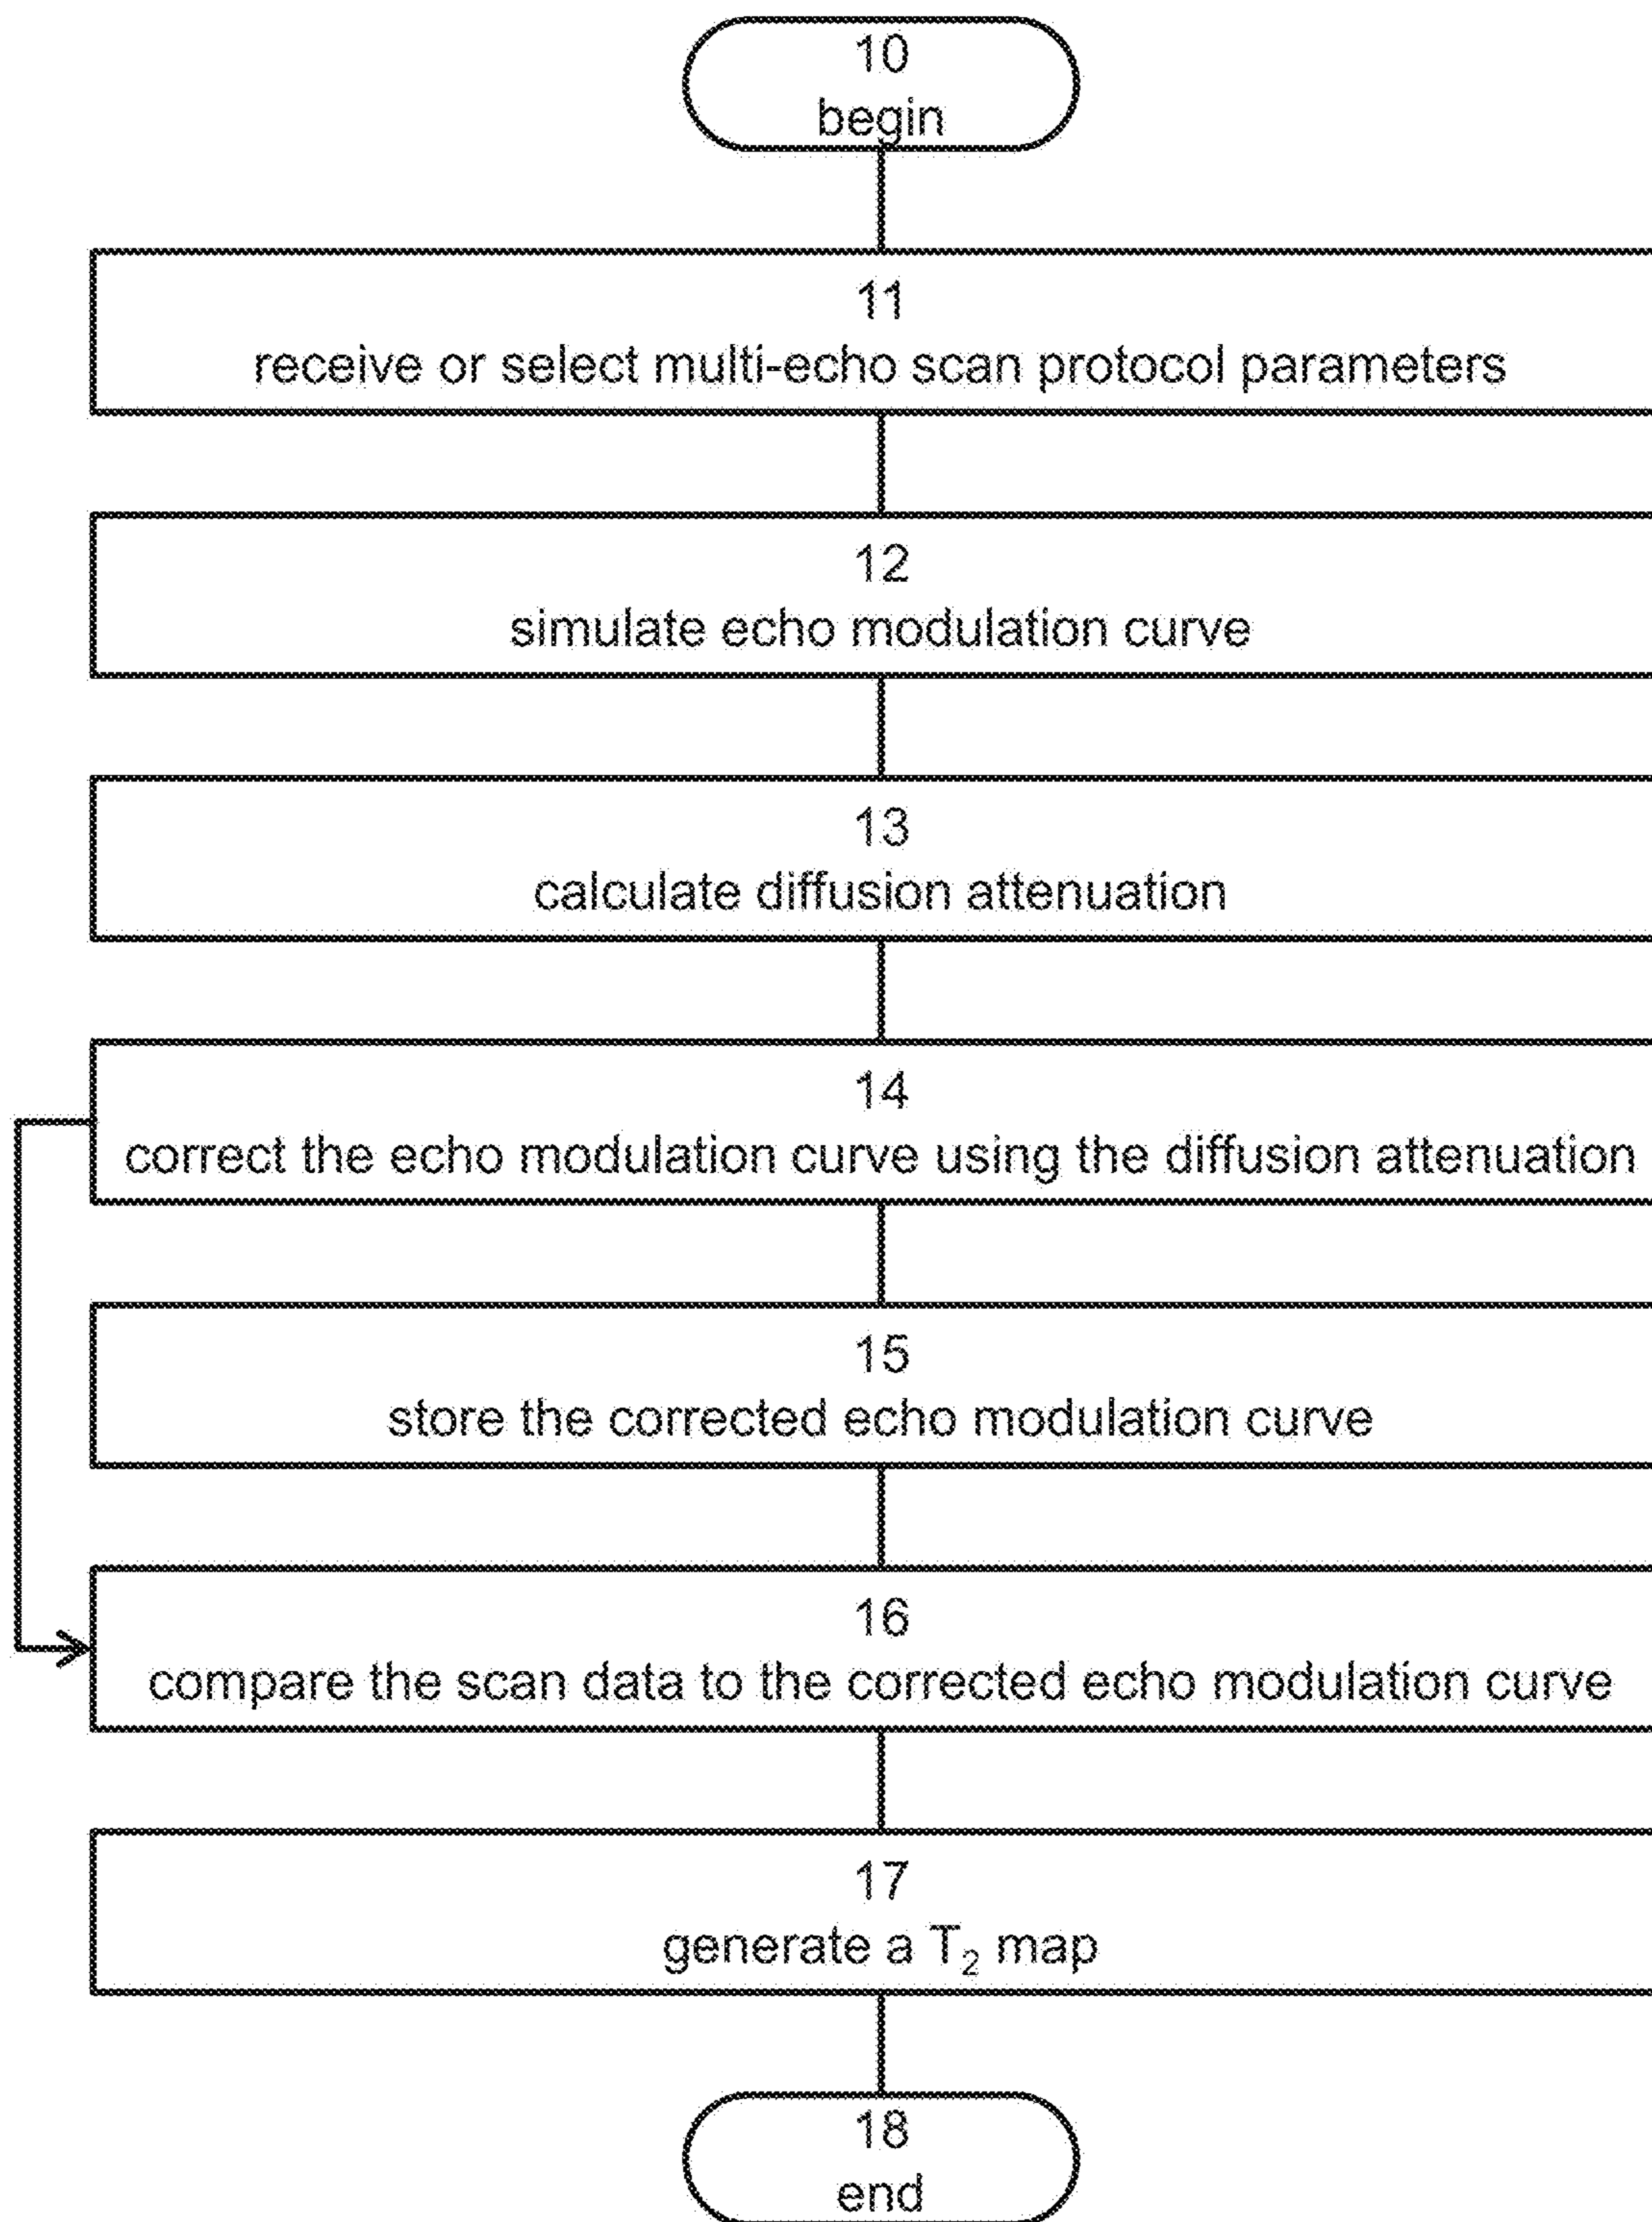 10
begin
11
receive or select multi-echo scan protocol parameters
12
simulate echo modulation curve
13
calculate diffusion attenuation
14
correct the echo modulation curve using the diffusion attenuation
15
store the corrected echo modulation curve
16
compare the scan data to the corrected echo modulation curve
17
generate a T₂ map
18
end